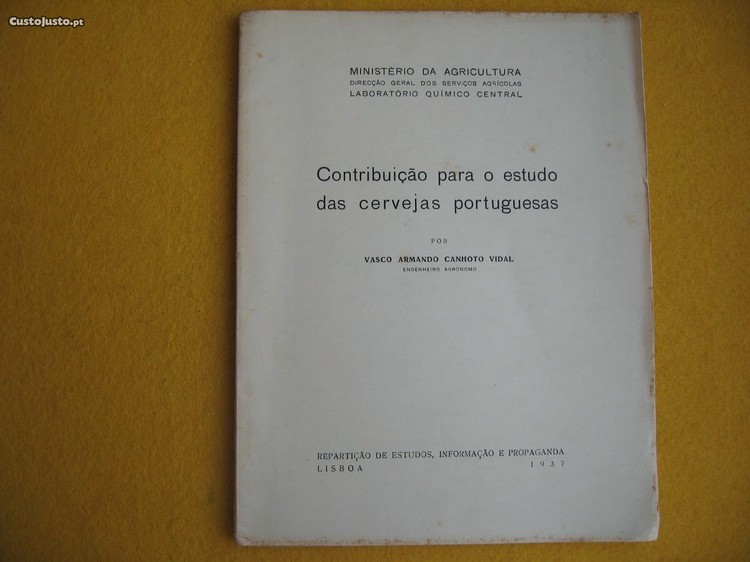 CustoJusto.pt
MINISTÉRIO DA AGRICULTURA
DIRECÇÃO GERAL DOS SERVIÇOS AGRÍCOLAS
LABORATÓRIO QUÍMICO CENTRAL
Contribuição para o estudo
das cervejas portuguesas
POR
VASCO ARMANDO CANHOTO VIDAL
ENGENHEIRO AGRÓNOMO
REPARTIÇÃO DE ESTUDOS, INFORMAÇÃO E PROPAGANDA
LISBOA 1937